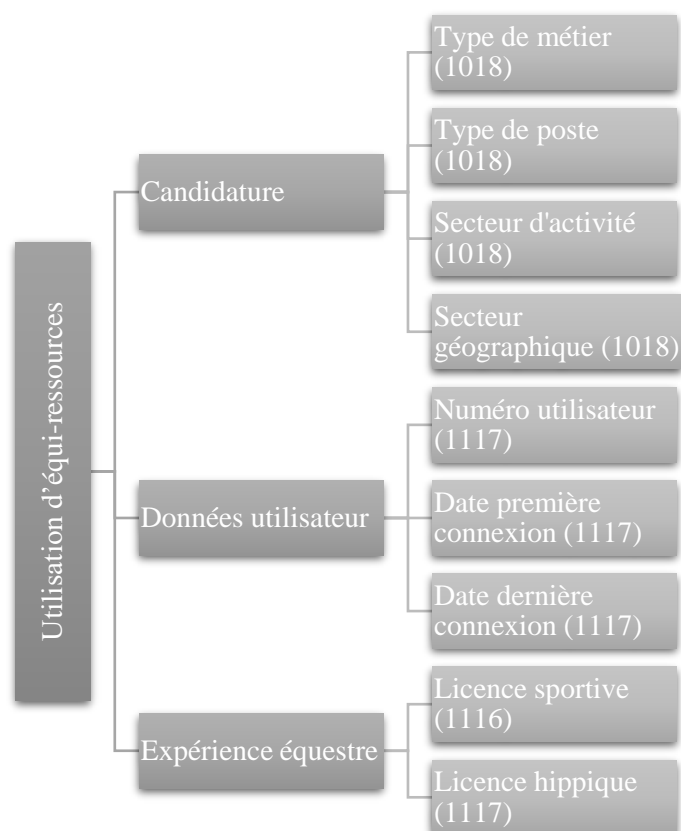 Utilisation d'équi-ressources
Candidature
Type de métier
(1018)
Type de poste
(1018)
Secteur d'activité
(1018)
Secteur
géographique (1018)
Données utilisateur
Numéro utilisateur
(1117)
Date première
connexion (1117)
Date dernière
connexion (1117)
Expérience équestre
Licence sportive
(1116)
Licence hippique
(1117)